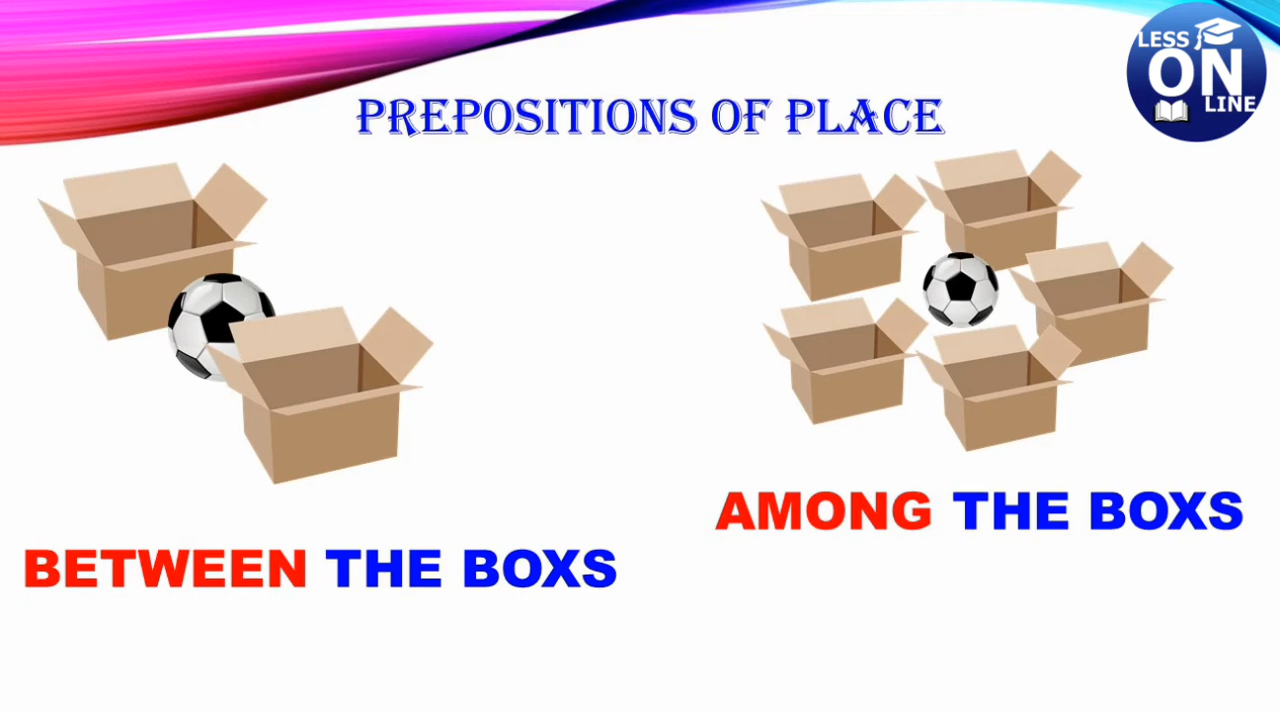 LESS
ON
LINE
PREPOSITIONS OF PLACE
BETWEEN THE BOXS
AMONG THE BOXS